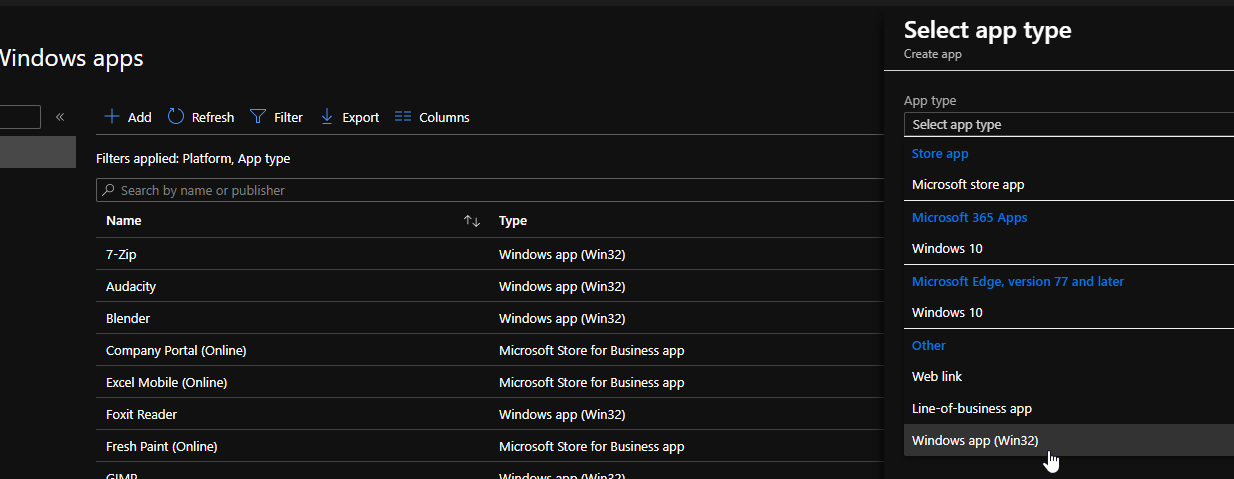 Windows apps
Add Refresh Filter Export Columns
Filters applied: Platform, App type
Search by name or publisher
Name Type
7-Zip Windows app (Win32)
Audacity Windows app (Win32)
Blender Windows app (Win32)
Company Portal (Online) Microsoft Store for Business app
Excel Mobile (Online) Microsoft Store for Business app
Foxit Reader Windows app (Win32)
Fresh Paint (Online) Microsoft Store for Business app
GIMP Windows app (Win32)
Select app type
Create app
App type
Select app type
Store app
Microsoft store app
Microsoft 365 Apps
Windows 10
Microsoft Edge, version 77 and later
Windows 10
Other
Web link
Line-of-business app
Windows app (Win32)